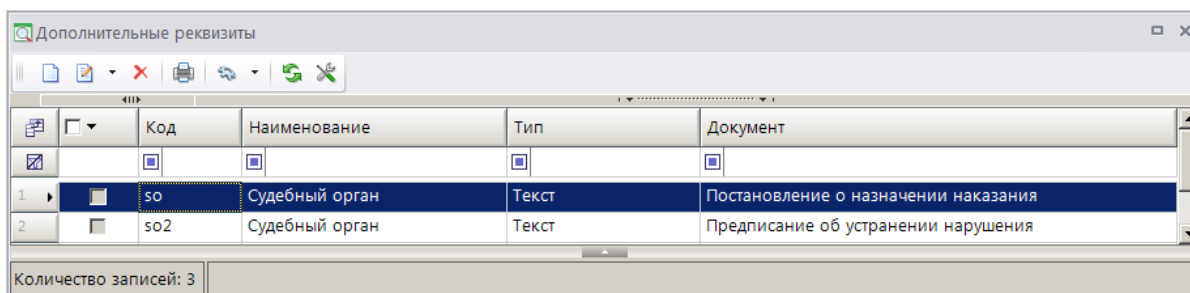 Дополнительные реквизиты
Код Наименование Тип Документ
1 so Судебный орган Текст Постановление о назначении наказания
2 so2 Судебный орган Текст Предписание об устранении нарушения
Количество записей: 3